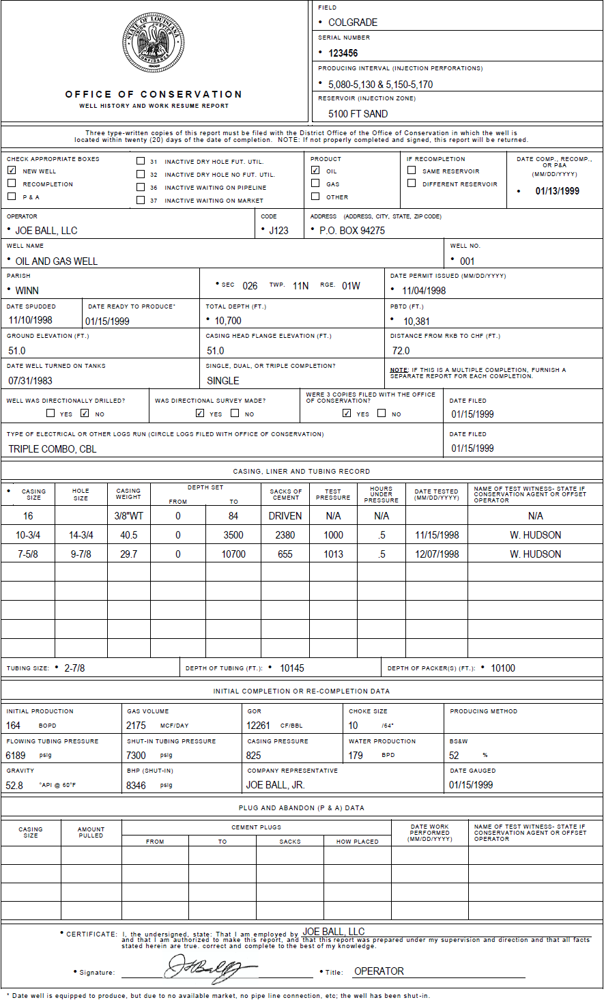 STATE OF LOUISIANA
UNION JUSTICE
CONFIDENCE
OFFICE OF CONSERVATION
WELL HISTORY AND WORK RESUME REPORT
FIELD
• COLGRADE
SERIAL NUMBER
• 123456
PRODUCING INTERVAL (INJECTION PERFORATIONS)
• 5,080-5,130 & 5,150-5,170
RESERVOIR (INJECTION ZONE)
5100 FT SAND
Three type-written copies of this report must be filed with the District Office of the Office of Conservation in which the well is
located within twenty (20) days of the date of completion. NOTE: If not properly completed and signed, this report will be returned.
CHECK APPROPRIATE BOXES
☑ NEW WELL
☐ RECOMPLETION
☐ P & A
☐ 31 INACTIVE DRY HOLE FUT. UTIL.
☐ 32 INACTIVE DRY HOLE NO FUT. UTIL.
☐ 36 INACTIVE WAITING ON PIPELINE
☐ 37 INACTIVE WAITING ON MARKET
PRODUCT
☑ OIL
☐ GAS
☐ OTHER
IF RECOMPLETION
☐ SAME RESERVOIR
☐ DIFFERENT RESERVOIR
DATE COMP., RECOMP.,
OR P&A
(MM/DD/YYYY)
• 01/13/1999
OPERATOR
• JOE BALL, LLC
CODE
• J123
ADDRESS (ADDRESS, CITY, STATE, ZIP CODE)
• P.O. BOX 94275
WELL NAME
• OIL AND GAS WELL
WELL NO.
• 001
PARISH
• WINN
• SEC 026 TWP. 11N RGE. 01W
DATE PERMIT ISSUED (MM/DD/YYYY)
• 11/04/1998
DATE SPUDDED
11/10/1998
DATE READY TO PRODUCE*
01/15/1999
TOTAL DEPTH (FT.)
• 10,700
PBTD (FT.)
• 10,381
GROUND ELEVATION (FT.)
51.0
CASING HEAD FLANGE ELEVATION (FT.)
51.0
DISTANCE FROM RKB TO CHF (FT.)
72.0
DATE WELL TURNED ON TANKS
07/31/1983
SINGLE, DUAL, OR TRIPLE COMPLETION?
SINGLE
NOTE: IF THIS IS A MULTIPLE COMPLETION, FURNISH A
SEPARATE REPORT FOR EACH COMPLETION.
WELL WAS DIRECTIONALLY DRILLED?
☐ YES ☑ NO
WAS DIRECTIONAL SURVEY MADE?
☑ YES ☐ NO
WERE 3 COPIES FILED WITH THE OFFICE
OF CONSERVATION?
☑ YES ☐ NO
DATE FILED
01/15/1999
TYPE OF ELECTRICAL OR OTHER LOGS RUN (CIRCLE LOGS FILED WITH OFFICE OF CONSERVATION)
TRIPLE COMBO, CBL
DATE FILED
01/15/1999
CASING, LINER AND TUBING RECORD
• CASING SIZE HOLE SIZE CASING WEIGHT DEPTH SET FROM TO SACKS OF CEMENT TEST PRESSURE HOURS UNDER PRESSURE DATE TESTED (MM/DD/YYYY) NAME OF TEST WITNESS- STATE IF CONSERVATION AGENT OR OFFSET OPERATOR
16 3/8"WT 0 84 DRIVEN N/A N/A N/A
10-3/4 14-3/4 40.5 0 3500 2380 1000 .5 11/15/1998 W. HUDSON
7-5/8 9-7/8 29.7 0 10700 655 1013 .5 12/07/1998 W. HUDSON
TUBING SIZE: • 2-7/8 DEPTH OF TUBING (FT.): • 10145 DEPTH OF PACKER(S) (FT.): • 10100
INITIAL COMPLETION OR RE-COMPLETION DATA
INITIAL PRODUCTION
164 BOPD
GAS VOLUME
2175 MCF/DAY
GOR
12261 CF/BBL
CHOKE SIZE
10 /64"
PRODUCING METHOD
FLOWING TUBING PRESSURE
6189 psig
SHUT-IN TUBING PRESSURE
7300 psig
CASING PRESSURE
825
WATER PRODUCTION
179 BPD
BS&W
52 %
GRAVITY
52.8 °API @ 60°F
BHP (SHUT-IN)
8346 psig
COMPANY REPRESENTATIVE
JOE BALL, JR.
DATE GAUGED
01/15/1999
PLUG AND ABANDON (P & A) DATA
CASING SIZE AMOUNT PULLED CEMENT PLUGS FROM TO SACKS HOW PLACED DATE WORK PERFORMED (MM/DD/YYYY) NAME OF TEST WITNESS- STATE IF CONSERVATION AGENT OR OFFSET OPERATOR
• CERTIFICATE: I, the undersigned, state: That I am employed by JOE BALL, LLC
and that I am authorized to make this report, and that this report was prepared under my supervision and direction and that all facts
stated herein are true. correct and complete to the best of my knowledge.
• Signature: • Title: OPERATOR
* Date well is equipped to produce, but due to no available market, no pipe line connection, etc; the well has been shut-in.